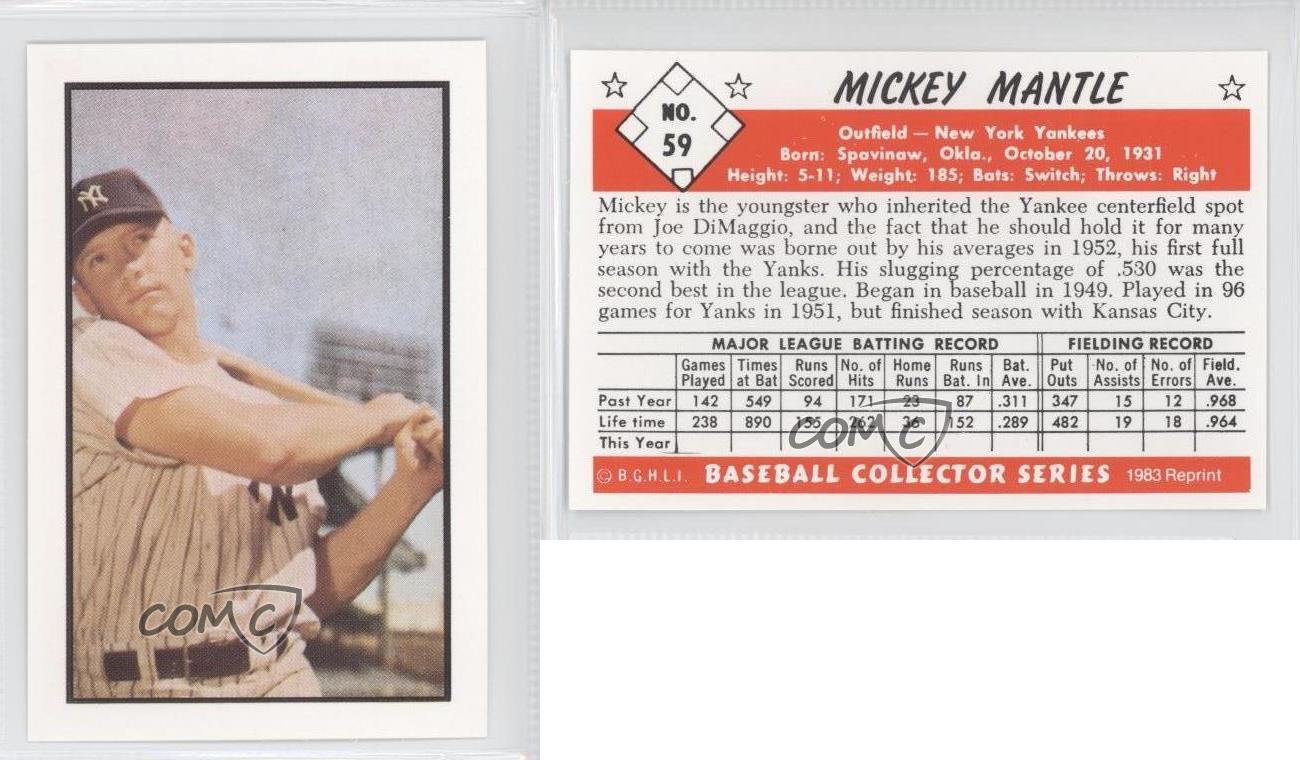 NY
N
COMC
MICKEY MANTLE
NO.
59
Outfield — New York Yankees
Born: Spavinaw, Okla., October 20, 1931
Height: 5-11; Weight: 185; Bats: Switch; Throws: Right
Mickey is the youngster who inherited the Yankee centerfield spot
from Joe DiMaggio, and the fact that he should hold it for many
years to come was borne out by his averages in 1952, his first full
season with the Yanks. His slugging percentage of .530 was the
second best in the league. Began in baseball in 1949. Played in 96
games for Yanks in 1951, but finished season with Kansas City.
MAJOR LEAGUE BATTING RECORD FIELDING RECORD
Games Times Runs No. of Home Runs Bat. Put No. of No. of Field.
Played at Bat Scored Hits Runs Bat. In Ave. Outs Assists Errors Ave.
Past Year 142 549 94 171 23 87 .311 347 15 12 .968
Life time 238 890 155 262 36 152 .289 482 19 18 .964
This Year
COMC
© B.G.H.L.I. BASEBALL COLLECTOR SERIES 1983 Reprint